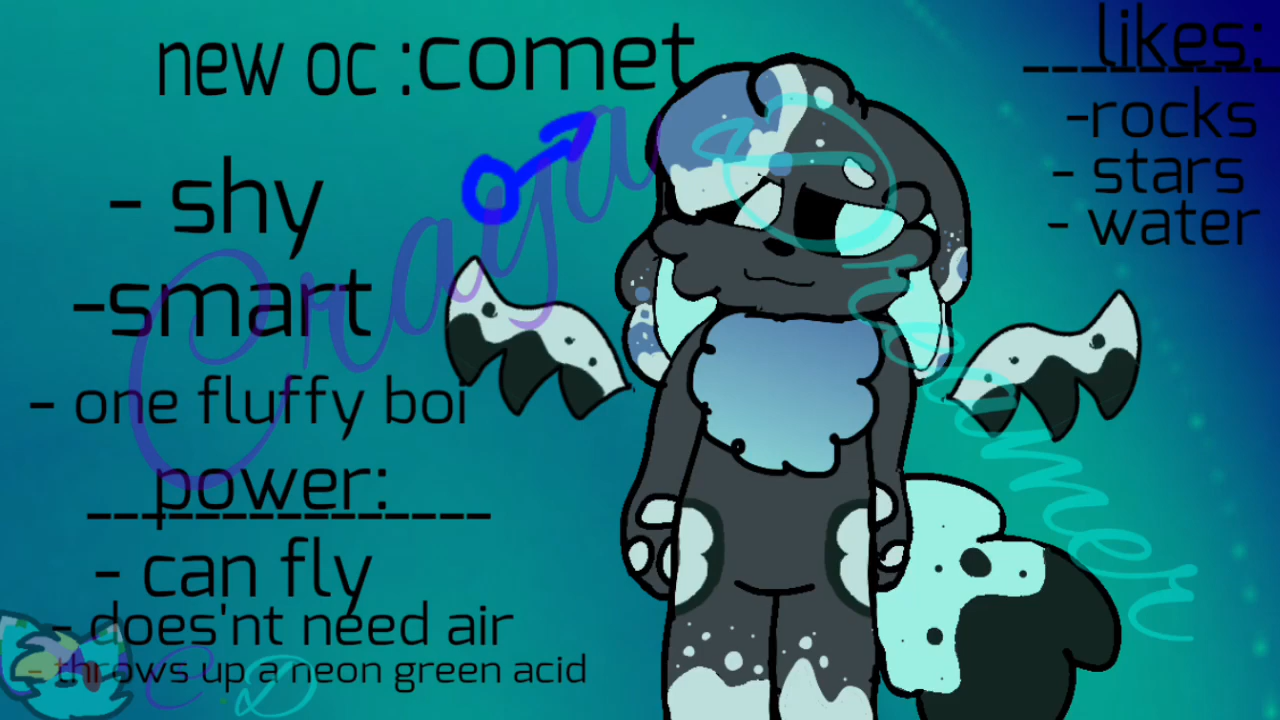 new oc :comet
- shy
-smart
- one fluffy boi
power:
- can fly
- does'nt need air
- throws up a neon green acid
likes:
-rocks
- stars
- water
Craya
C.D